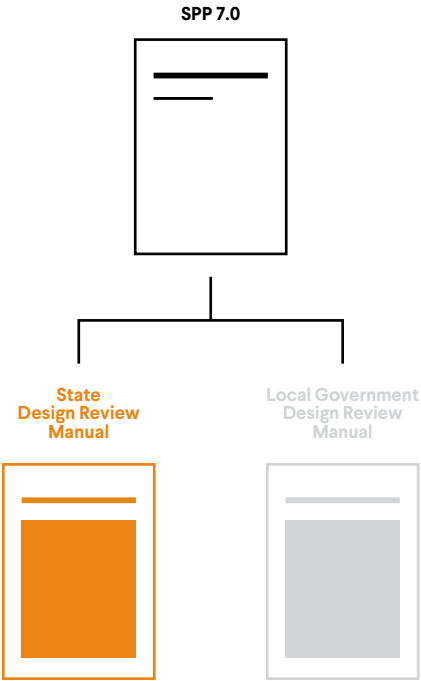 SPP 7.0
State
Design Review
Manual
Local Government
Design Review
Manual